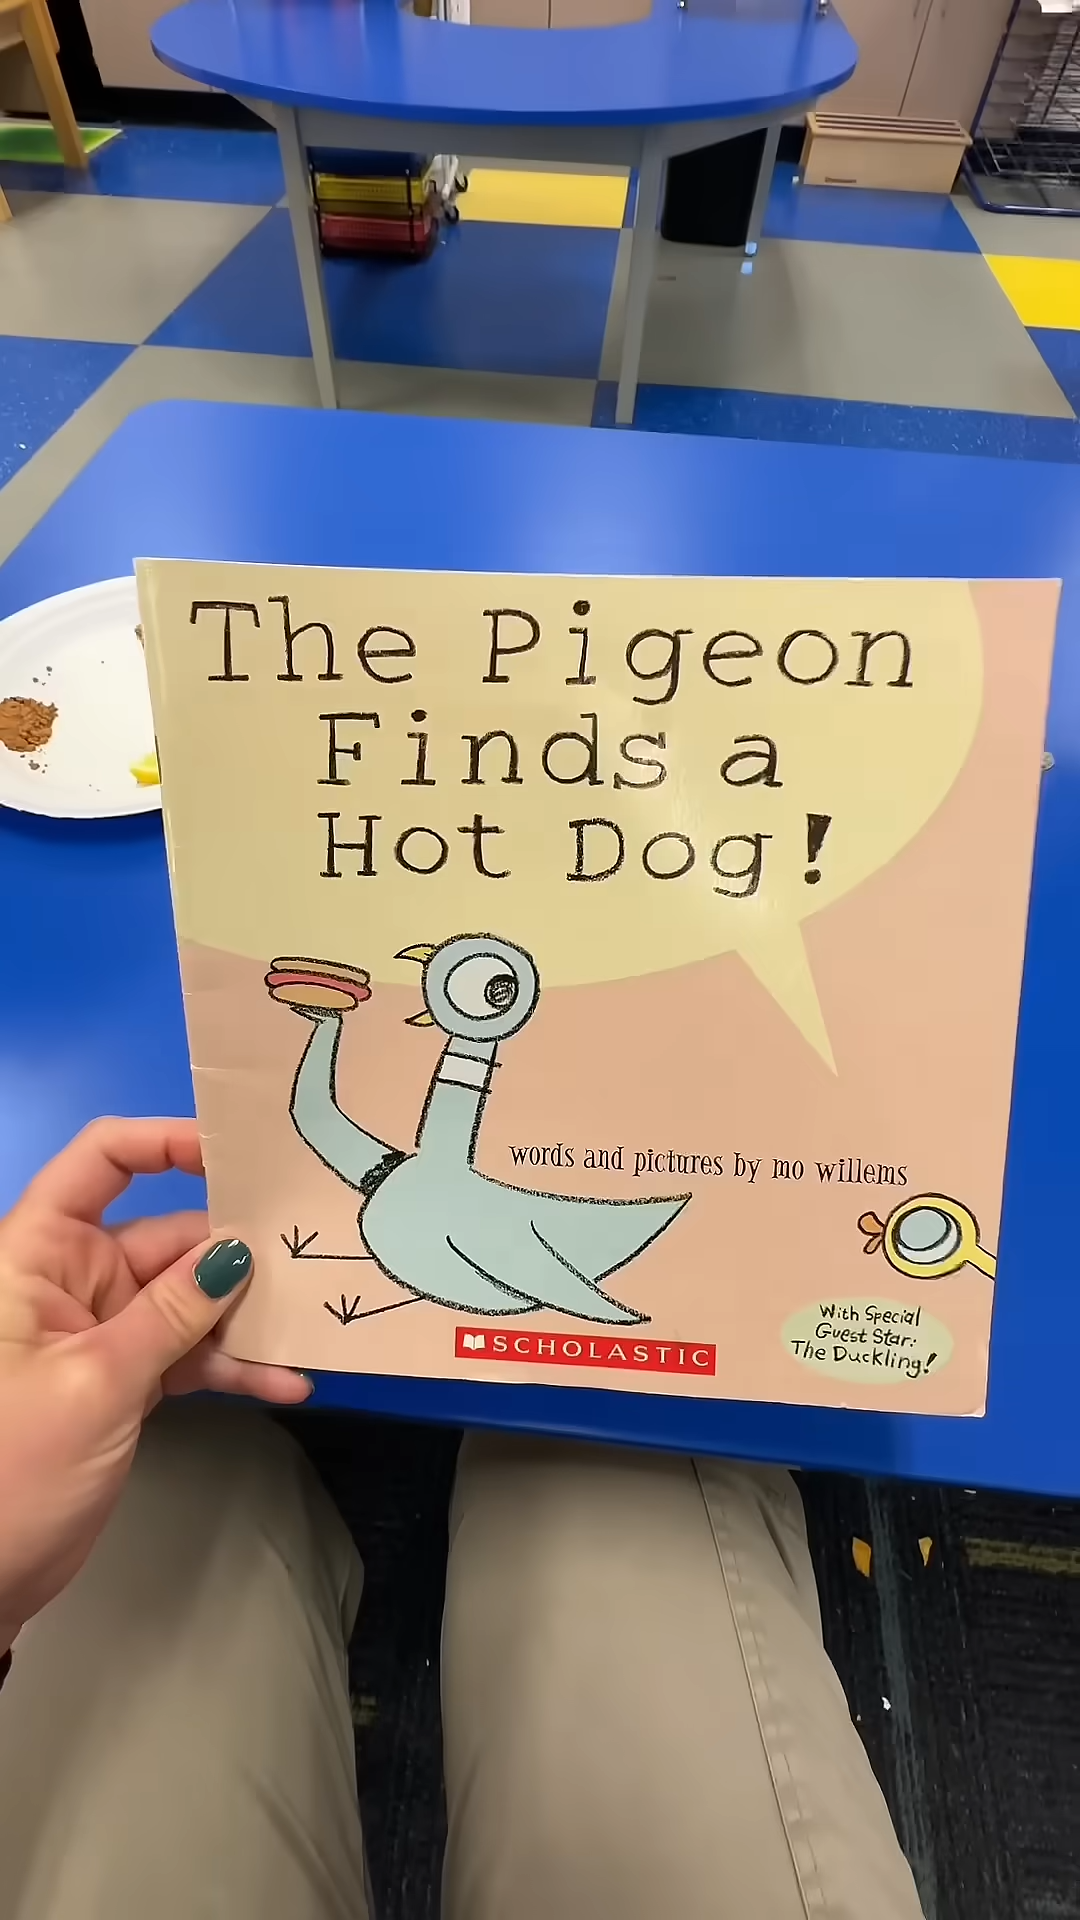 The Pigeon
Finds a
Hot Dog!
words and pictures by mo willems
SCHOLASTIC
With Special
Guest Star:
The Duckling!